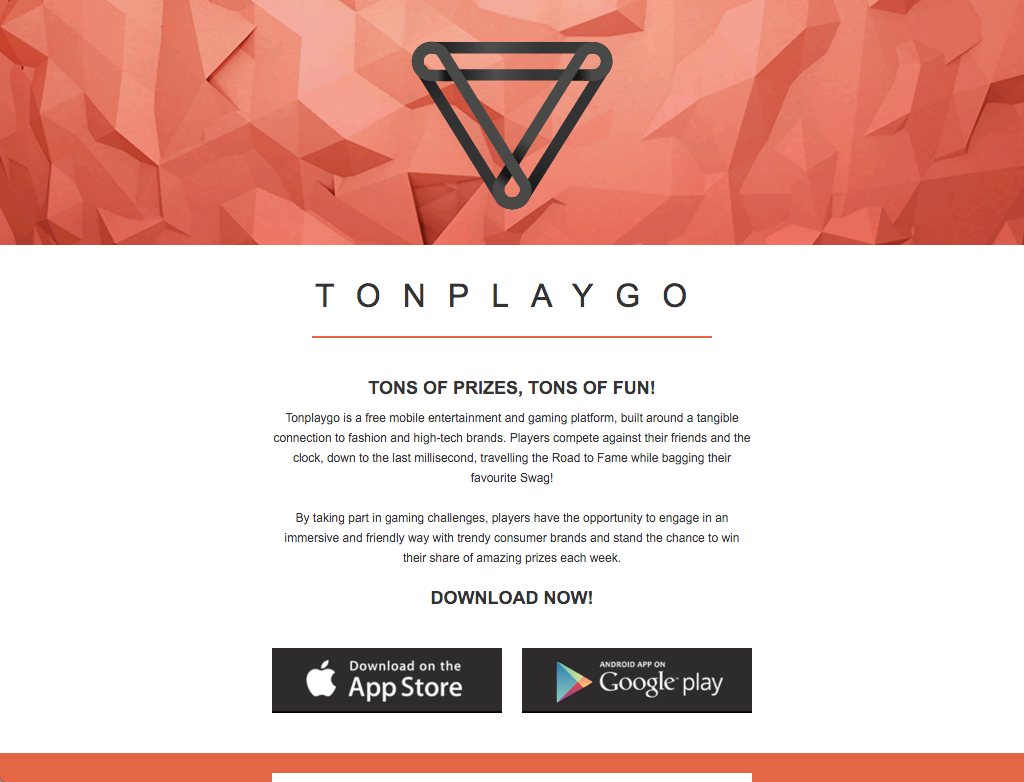 TONPLAYGO
TONS OF PRIZES, TONS OF FUN!
Tonplaygo is a free mobile entertainment and gaming platform, built around a tangible
connection to fashion and high-tech brands. Players compete against their friends and the
clock, down to the last millisecond, travelling the Road to Fame while bagging their
favourite Swag!
By taking part in gaming challenges, players have the opportunity to engage in an
immersive and friendly way with trendy consumer brands and stand the chance to win
their share of amazing prizes each week.
DOWNLOAD NOW!
Download on the
App Store
ANDROID APP ON
Google play